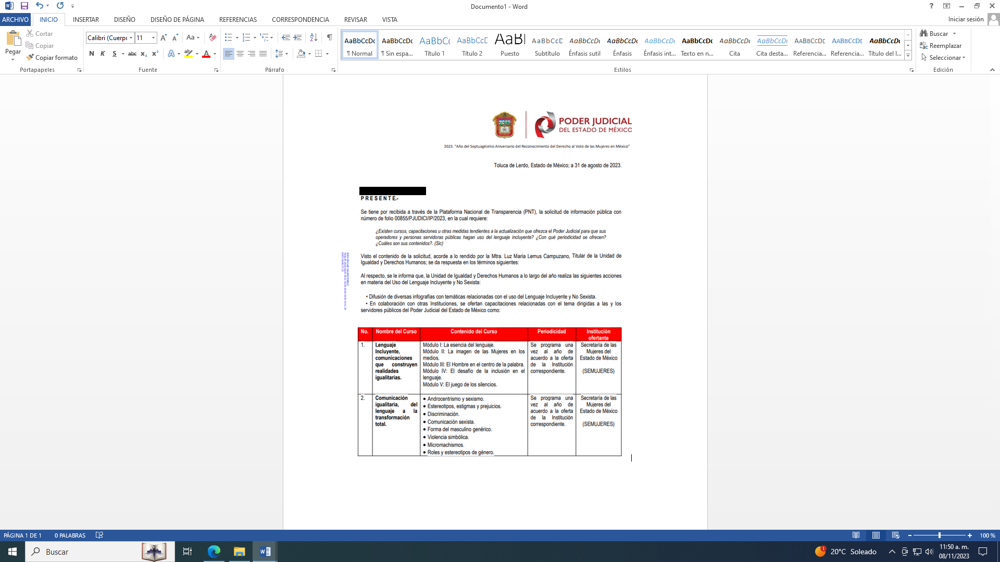 Documento1 - Word
ARCHIVO INICIO INSERTAR DISEÑO DISEÑO DE PÁGINA REFERENCIAS CORRESPONDENCIA REVISAR VISTA Iniciar sesión
Pegar
Cortar
Copiar
Copiar formato
Portapapeles
Calibri (Cuerpo 11
N K S abc x₂ x²
Fuente
Párrafo
AaBbCcDc AaBbCcDc AaBbCc AaBbCcD AaBl AaBbCcD AaBbCcDc AaBbCcDc AaBbCcDc AaBbCcDc AaBbCcDc AaBbCcDc AABBCCDE AABBCCDE AaBbCcDc
¶ Normal ¶ Sin espa... Título 1 Título 2 Puesto Subtítulo Énfasis sutil Énfasis Énfasis int... Texto en n... Cita Cita desta... Referencia... Referencia... Título del l...
Estilos
Buscar
Reemplazar
Seleccionar
Edición
PODER JUDICIAL
DEL ESTADO DE MÉXICO
2023. "Año del Septuagésimo Aniversario del Reconocimiento del Derecho al Voto de las Mujeres en México"
Toluca de Lerdo, Estado de México; a 31 de agosto de 2023.
P R E S E N T E.-
Se tiene por recibida a través de la Plataforma Nacional de Transparencia (PNT), la solicitud de información pública con
número de folio 00855/PJUDICI/IP/2023, en la cual requiere:
¿Existen cursos, capacitaciones u otras medidas tendientes a la actualización que ofrezca el Poder Judicial para que sus
operadores y personas servidoras públicas hagan uso del lenguaje incluyente? ¿Con qué periodicidad se ofrecen?
¿Cuáles son sus contenidos?. (Sic)
Visto el contenido de la solicitud, acorde a lo rendido por la Mtra. Luz María Lemus Campuzano, Titular de la Unidad de
Igualdad y Derechos Humanos; se da respuesta en los términos siguientes:
Al respecto, se le informa que, la Unidad de Igualdad y Derechos Humanos a lo largo del año realiza las siguientes acciones
en materia del Uso del Lenguaje Incluyente y No Sexista:
• Difusión de diversas infografías con temáticas relacionadas con el uso del Lenguaje Incluyente y No Sexista.
• En colaboración con otras Instituciones, se ofertan capacitaciones relacionadas con el tema dirigidas a las y los
servidores públicos del Poder Judicial del Estado de México como:
No. Nombre del Curso Contenido del Curso Periodicidad Institución
ofertante
1.
Lenguaje
Incluyente,
comunicaciones
que construyen
realidades
igualitarias.
Módulo I: La esencia del lenguaje.
Módulo II: La imagen de las Mujeres en los
medios.
Módulo III: El Hombre en el centro de la palabra.
Módulo IV: El desafío de la inclusión en el
lenguaje.
Módulo V: El juego de los silencios.
Se programa una
vez al año de
acuerdo a la oferta
de la Institución
correspondiente.
Secretaría de las
Mujeres del
Estado de México
(SEMUJERES)
2.
Comunicación
igualitaria, del
lenguaje a la
transformación
total.
• Androcentrismo y sexismo.
• Estereotipos, estigmas y prejuicios.
• Discriminación.
• Comunicación sexista.
• Forma del masculino genérico.
• Violencia simbólica.
• Micromachismos.
• Roles y estereotipos de género.
Se programa una
vez al año de
acuerdo a la oferta
de la Institución
correspondiente.
Secretaría de las
Mujeres del
Estado de México
(SEMUJERES)
PÁGINA 1 DE 1 0 PALABRAS 100 %
Buscar
20°C Soleado
11:50 a. m.
08/11/2023